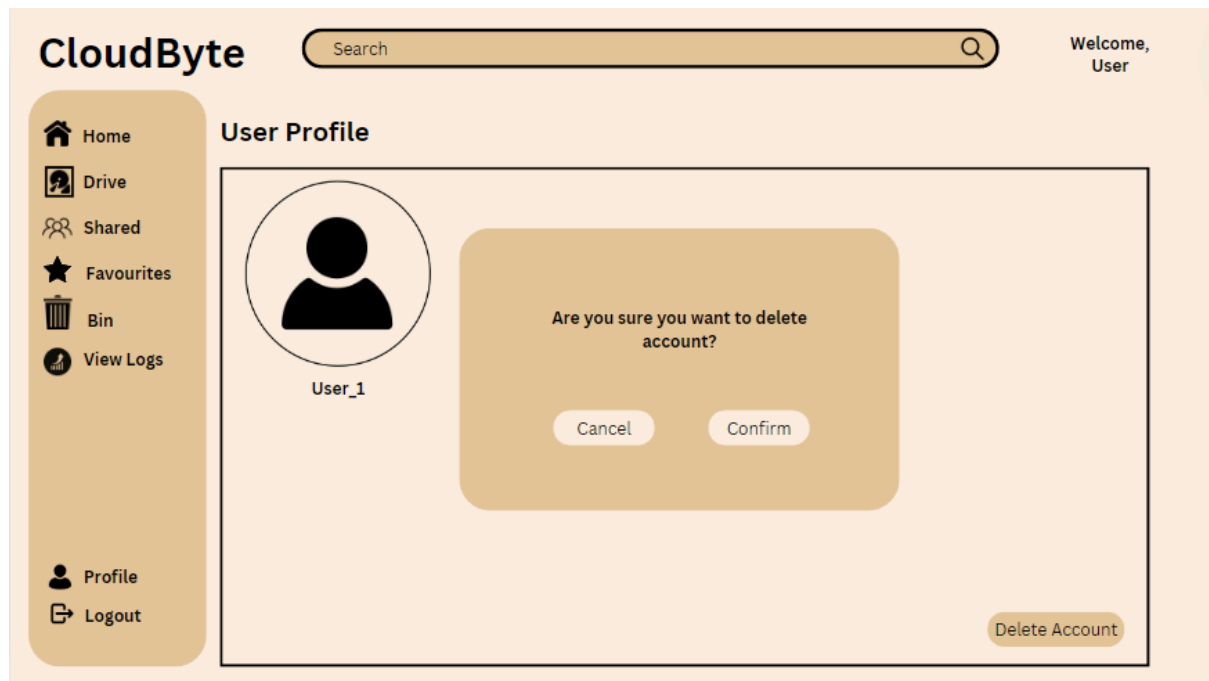 CloudByte
Search
Welcome,
User
Home
Drive
Shared
Favourites
Bin
View Logs
Profile
Logout
User Profile
User_1
Are you sure you want to delete
account?
Cancel
Confirm
Delete Account